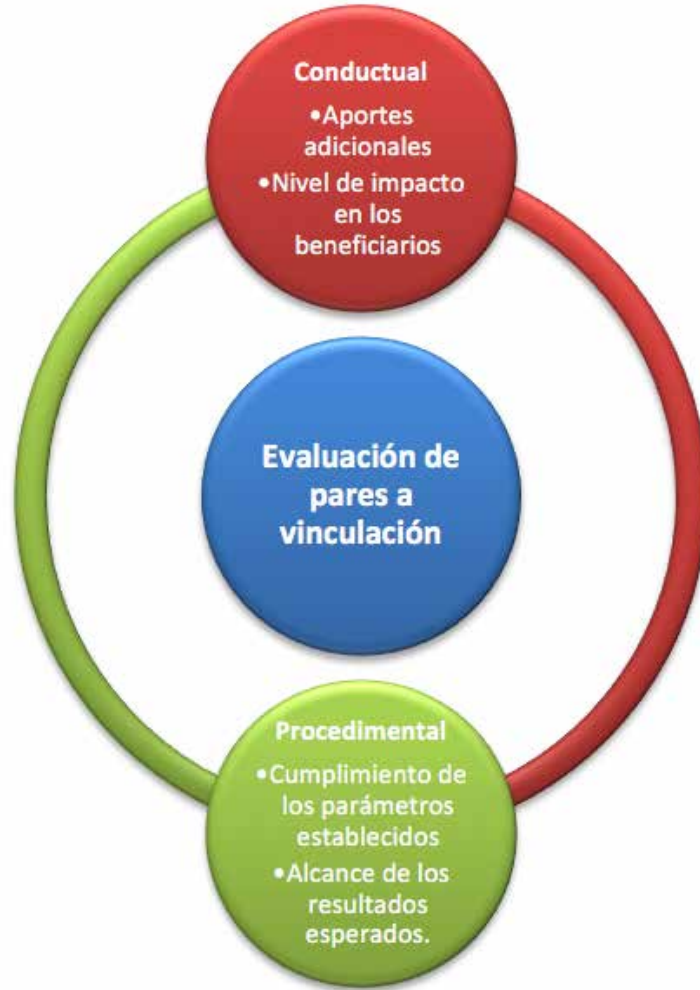 Conductual
•Aportes
adicionales
•Nivel de impacto
en los
beneficiarios
Evaluación de
pares a
vinculación
Procedimental
•Cumplimiento de
los parámetros
establecidos
•Alcance de los
resultados
esperados.